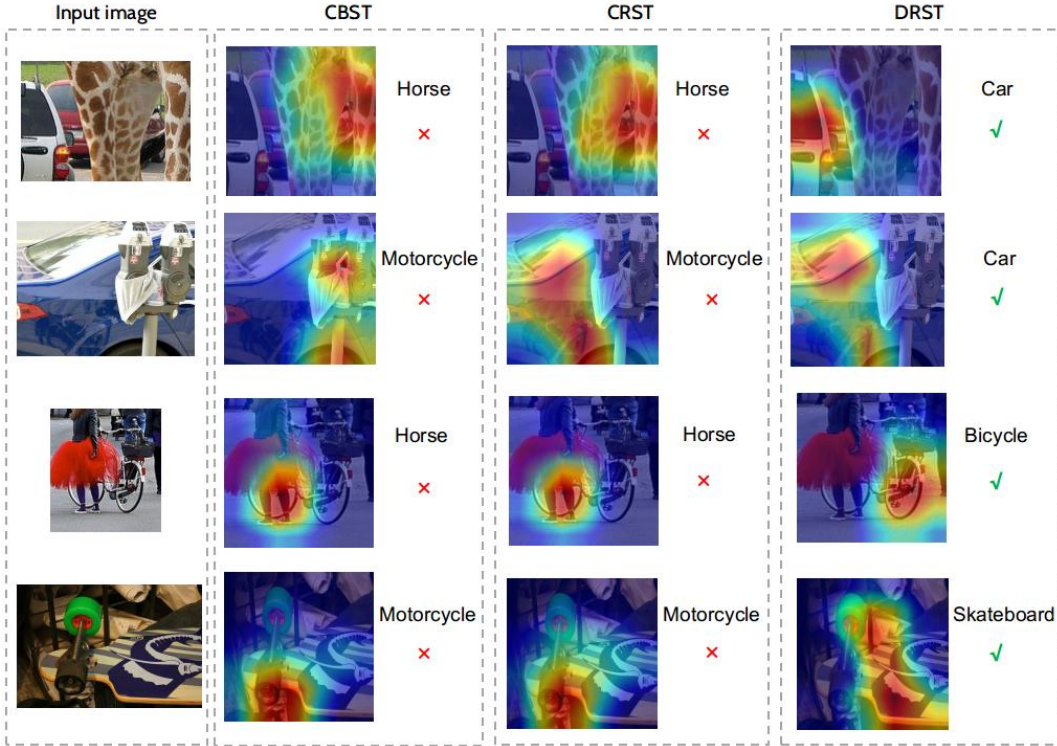 Input image CBST CRST DRST
Horse Horse Car
× × √
Motorcycle Motorcycle Car
× × √
Horse Horse Bicycle
× × √
Motorcycle Motorcycle Skateboard
× × √